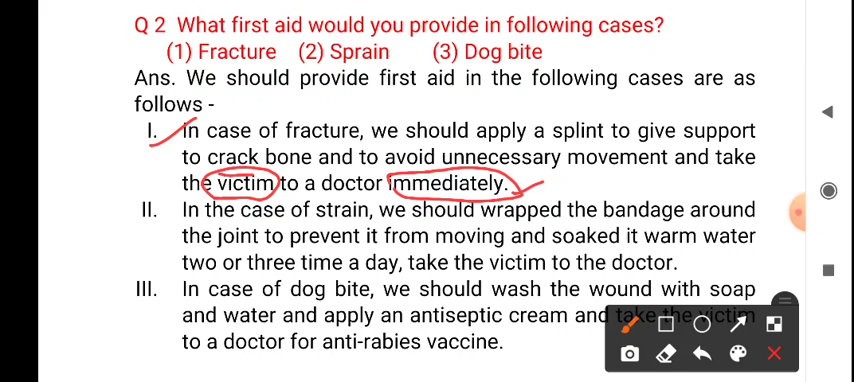 Q 2 What first aid would you provide in following cases?
(1) Fracture (2) Sprain (3) Dog bite
Ans. We should provide first aid in the following cases are as
follows -
I. In case of fracture, we should apply a splint to give support
to crack bone and to avoid unnecessary movement and take
the victim to a doctor immediately.
II. In the case of strain, we should wrapped the bandage around
the joint to prevent it from moving and soaked it warm water
two or three time a day, take the victim to the doctor.
III. In case of dog bite, we should wash the wound with soap
and water and apply an antiseptic cream and take the victim
to a doctor for anti-rabies vaccine.